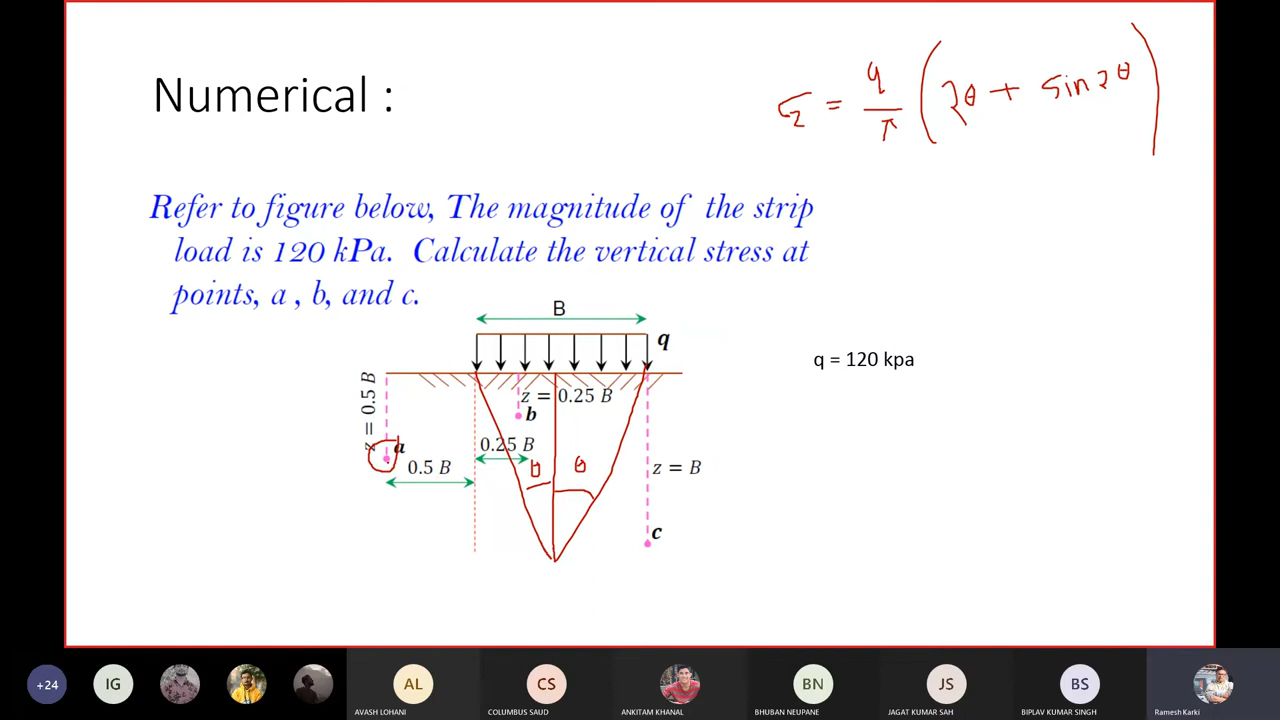 Numerical :
σz = q/π (2θ + sin2θ)
Refer to figure below, The magnitude of the strip
load is 120 kPa. Calculate the vertical stress at
points, a , b, and c.
B
q
q = 120 kpa
z = 0.5 B
z = 0.25 B
b
a
0.25 B
0.5 B
θ
θ
z = B
c
+24
IG
AL
CS
BN
JS
BS
AVASH LOHANI
COLUMBUS SAUD
ANKITAM KHANAL
BHUBAN NEUPANE
JAGAT KUMAR SAH
BIPLAV KUMAR SINGH
Ramesh Karki